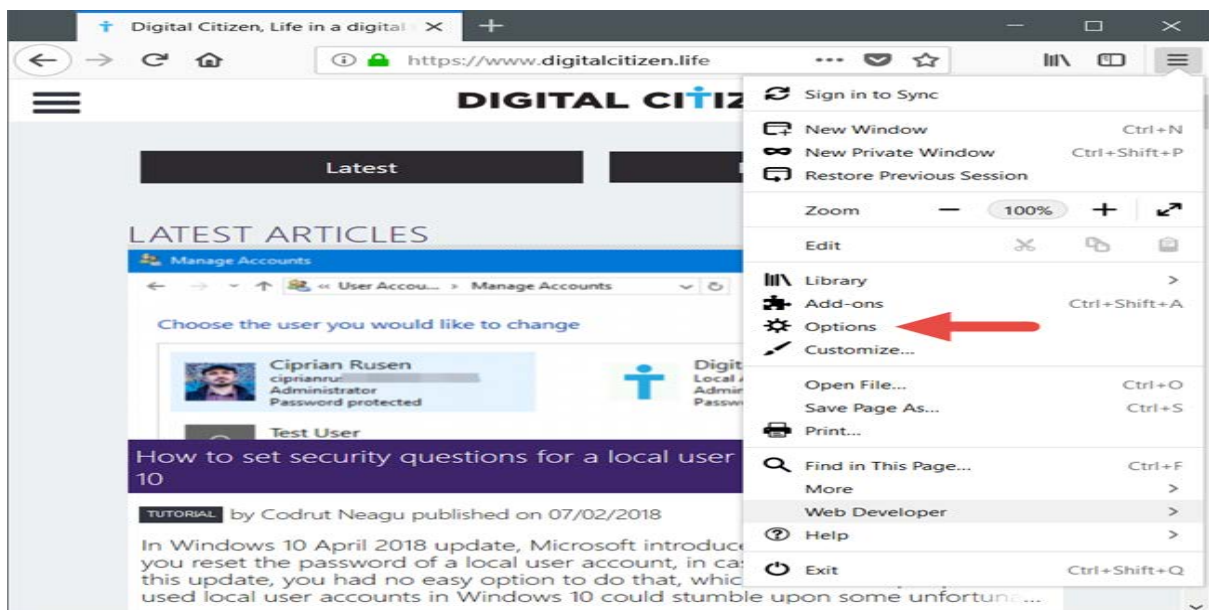 Digital Citizen, Life in a digital
https://www.digitalcitizen.life
DIGITAL CITIZ
Latest
LATEST ARTICLES
Manage Accounts
« User Accou... > Manage Accounts
Choose the user you would like to change
Ciprian Rusen
Administrator
Password protected
Digit
Local
Admin
Passw
Test User
How to set security questions for a local user
10
TUTORIAL by Codrut Neagu published on 07/02/2018
In Windows 10 April 2018 update, Microsoft introduce
you reset the password of a local user account, in ca
this update, you had no easy option to do that, whic
used local user accounts in Windows 10 could stumble upon some unfortun...
Sign in to Sync
New Window Ctrl+N
New Private Window Ctrl+Shift+P
Restore Previous Session
Zoom − 100% +
Edit
Library >
Add-ons Ctrl+Shift+A
Options
Customize...
Open File... Ctrl+O
Save Page As... Ctrl+S
Print...
Find in This Page... Ctrl+F
More >
Web Developer >
Help >
Exit Ctrl+Shift+Q